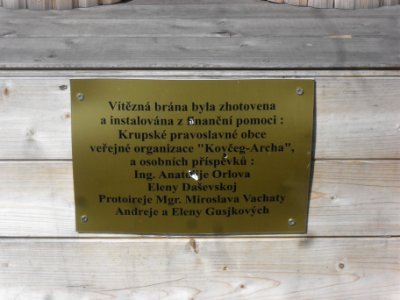 Vítězná brána byla zhotovena
a instalována z finanční pomoci :
Krupské pravoslavné obce
veřejné organizace "Kovčeg-Archa",
a osobních příspěvků :
Ing. Anatolije Orlova
Eleny Daševskoj
Protoireje Mgr. Miroslava Vachaty
Andreje a Eleny Gusjkových